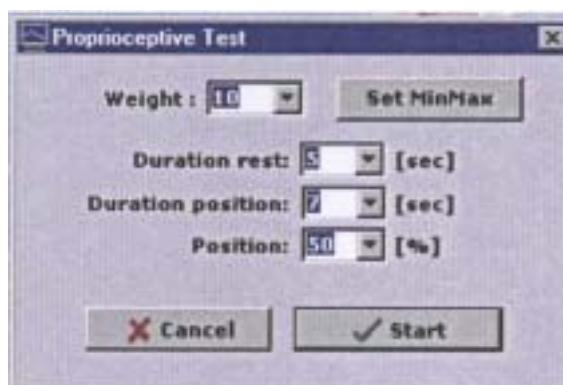 Proprioceptive Test
Weight : 10 Set MinMax
Duration rest: 5 [sec]
Duration position: 7 [sec]
Position: 50 [%]
Cancel Start